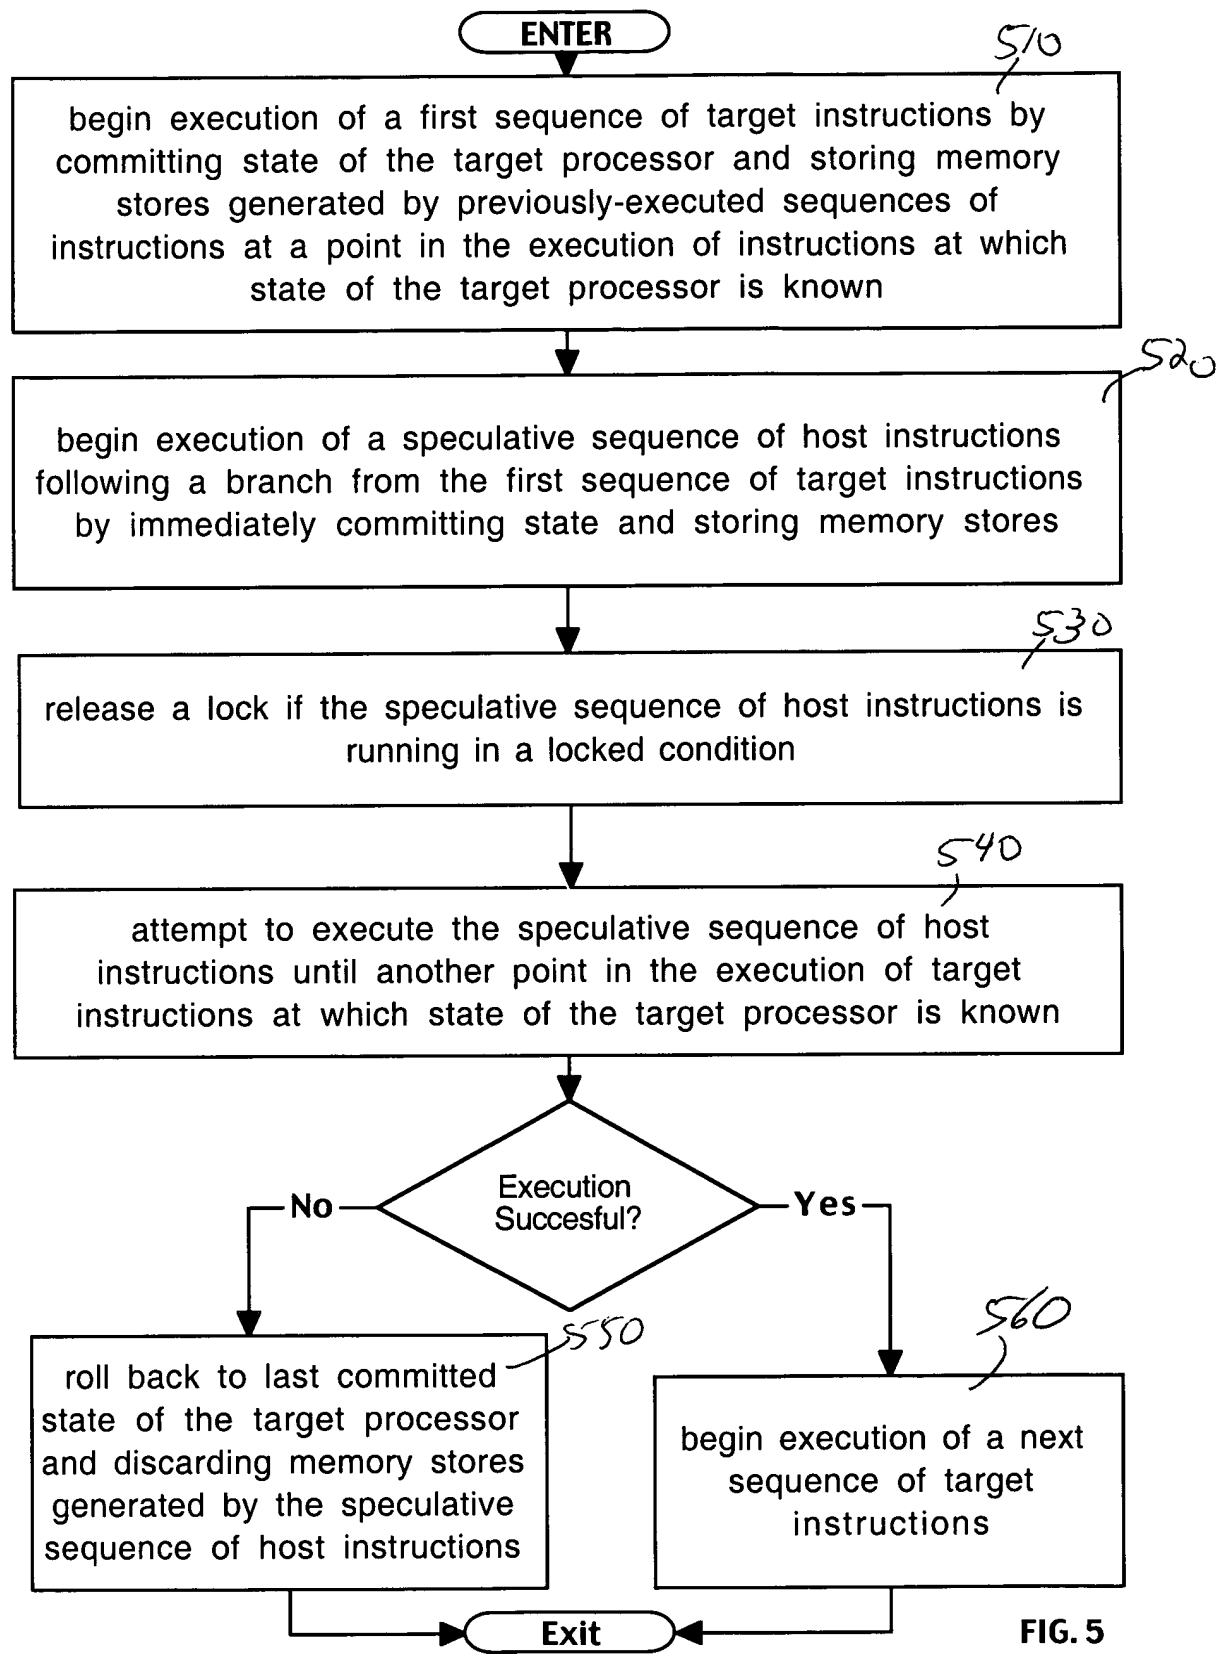 ENTER
510
begin execution of a first sequence of target instructions by
committing state of the target processor and storing memory
stores generated by previously-executed sequences of
instructions at a point in the execution of instructions at which
state of the target processor is known
520
begin execution of a speculative sequence of host instructions
following a branch from the first sequence of target instructions
by immediately committing state and storing memory stores
530
release a lock if the speculative sequence of host instructions is
running in a locked condition
540
attempt to execute the speculative sequence of host
instructions until another point in the execution of target
instructions at which state of the target processor is known
Execution
Succesful?
No
Yes
550
roll back to last committed
state of the target processor
and discarding memory stores
generated by the speculative
sequence of host instructions
560
begin execution of a next
sequence of target
instructions
Exit
FIG. 5